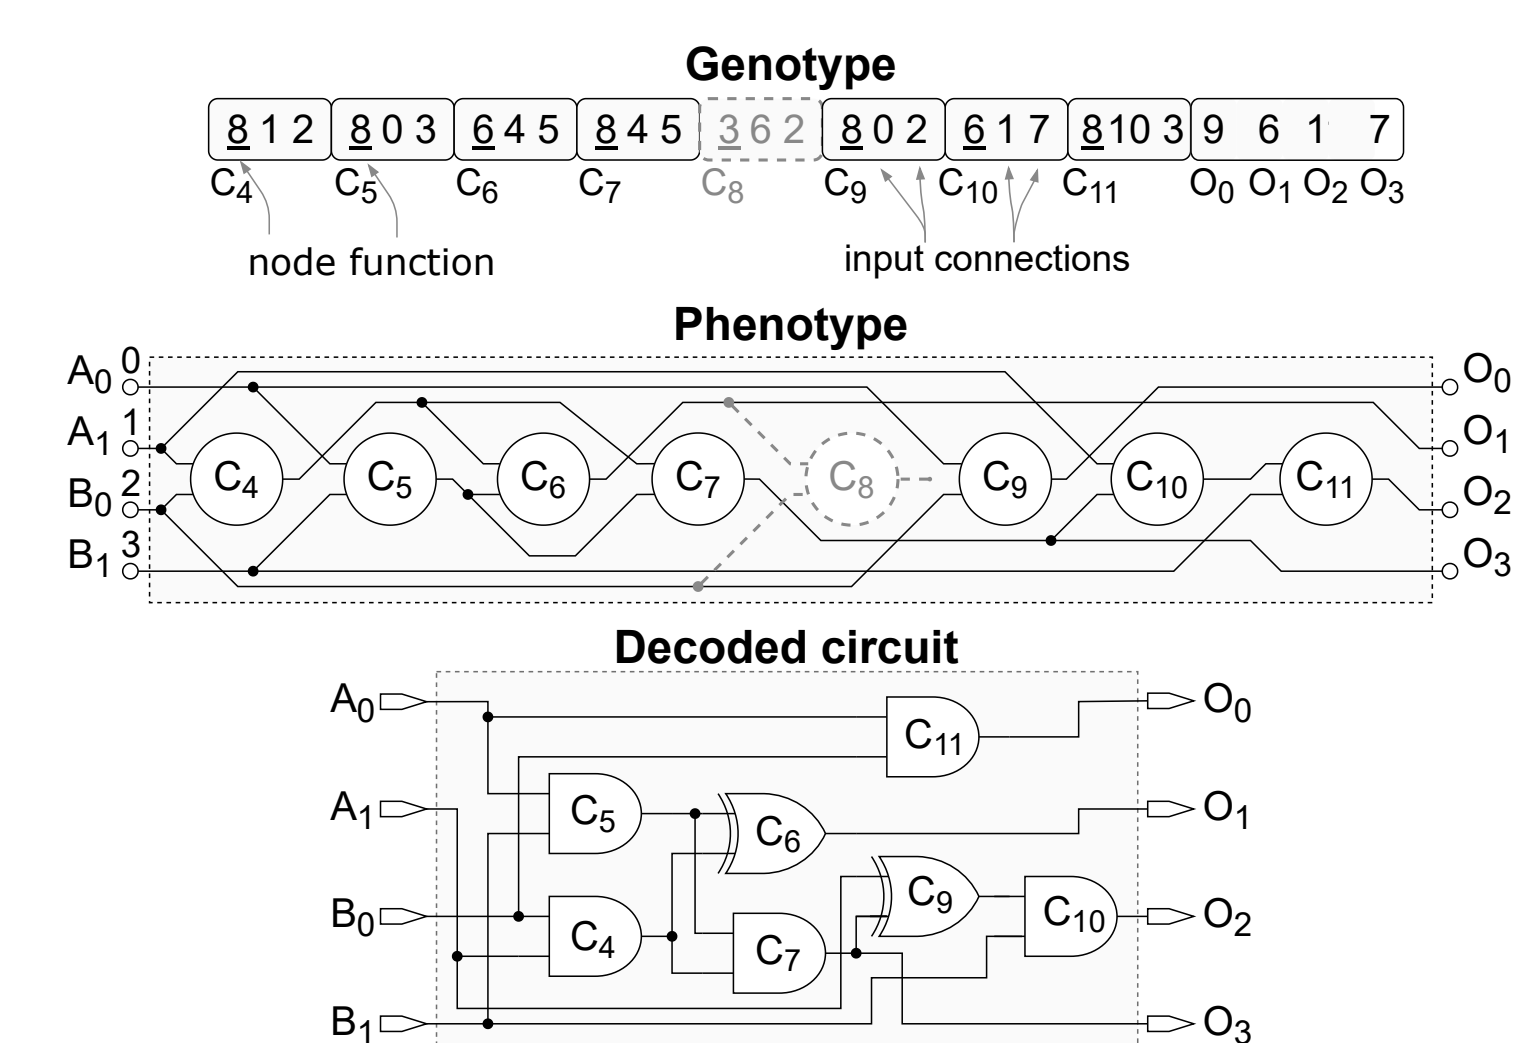 Genotype
8 1 2 8 0 3 6 4 5 8 4 5 3 6 2 8 0 2 6 1 7 8 10 3 9 6 1 7
C4 C5 C6 C7 C8 C9 C10 C11 O0 O1 O2 O3
node function input connections
Phenotype
A0 0 O0
A1 1 O1
C4 C5 C6 C7 C8 C9 C10 C11
B0 2 O2
B1 3 O3
Decoded circuit
A0 C11 O0
A1 C5 C6 O1
B0 C4 C7 C9 C10 O2
B1 O3